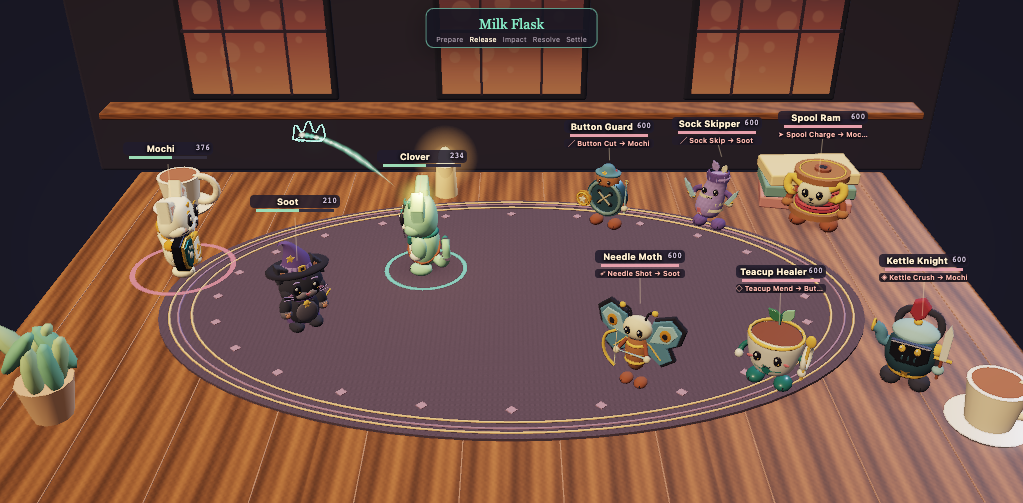 Milk Flask
Prepare Release Impact Resolve Settle
Mochi 376
Clover 234
Soot 210
Button Guard 600
Button Cut → Mochi
Sock Skipper 600
Sock Skip → Soot
Spool Ram 600
Spool Charge → Moc...
Needle Moth 600
Needle Shot → Soot
Teacup Healer 600
Teacup Mend → But...
Kettle Knight 600
Kettle Crush → Mochi